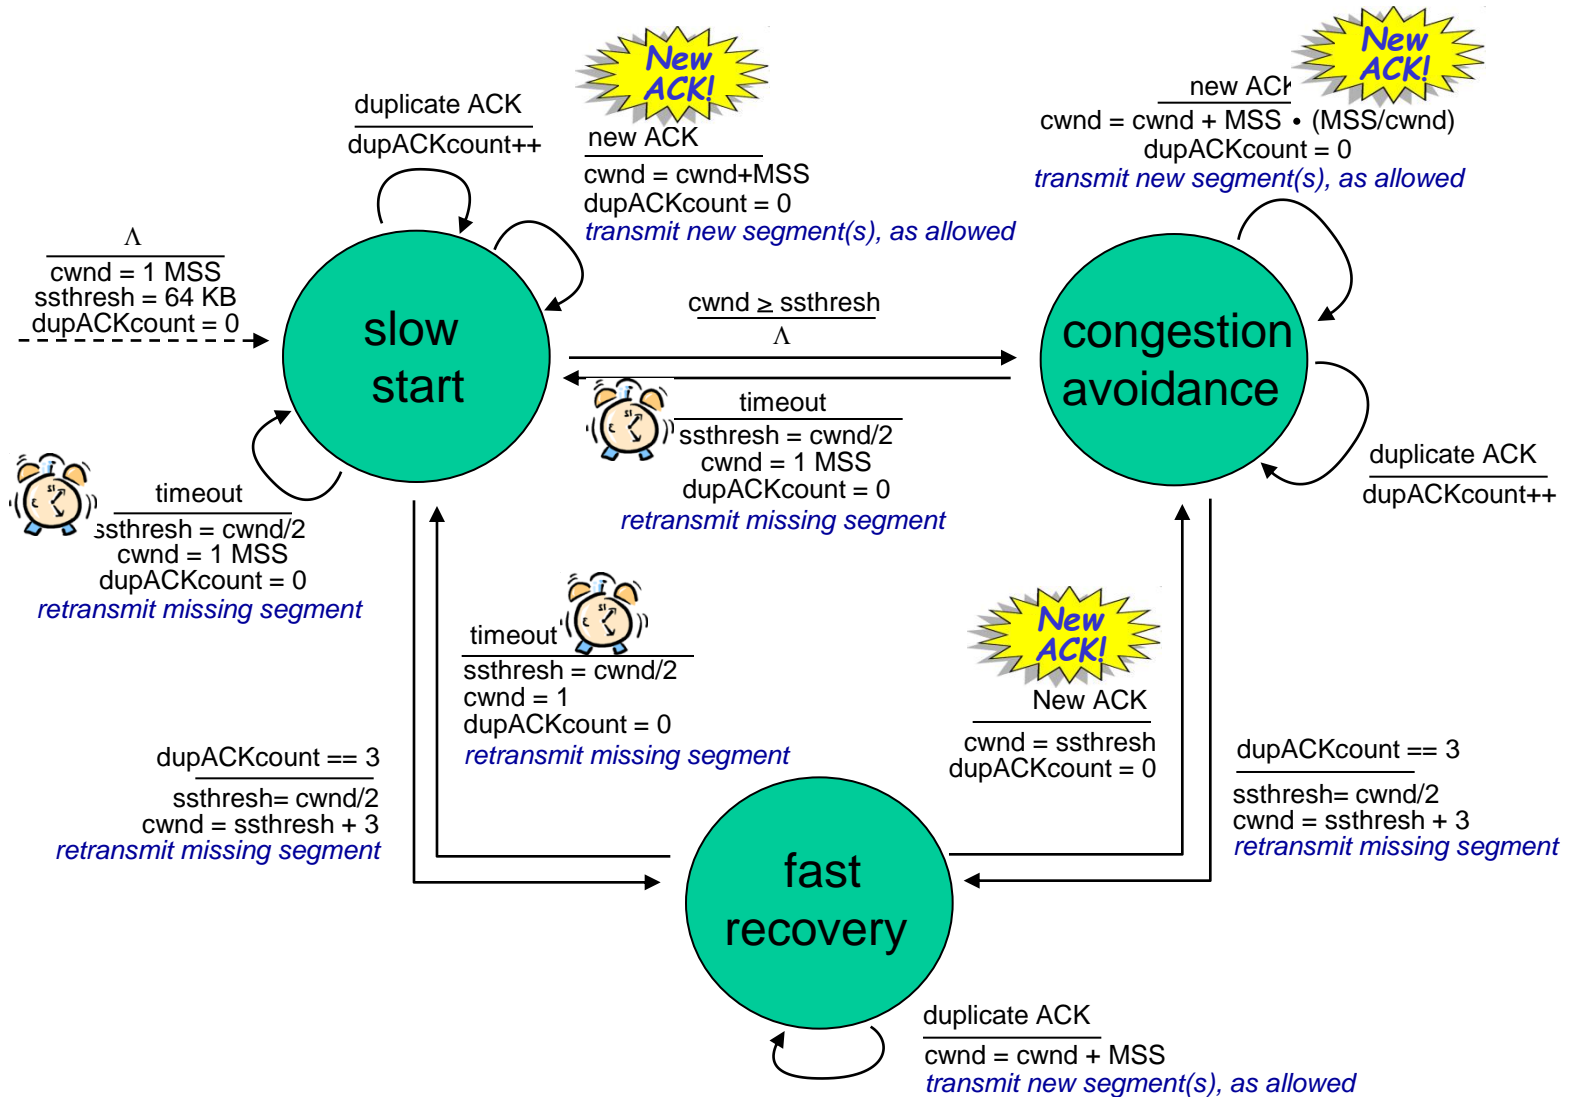 New
ACK!
duplicate ACK
dupACKcount++
new ACK
cwnd = cwnd+MSS
dupACKcount = 0
transmit new segment(s), as allowed
New
ACK!
new ACK
cwnd = cwnd + MSS • (MSS/cwnd)
dupACKcount = 0
transmit new segment(s), as allowed
Λ
cwnd = 1 MSS
ssthresh = 64 KB
dupACKcount = 0
slow
start
cwnd ≥ ssthresh
Λ
congestion
avoidance
timeout
ssthresh = cwnd/2
cwnd = 1 MSS
dupACKcount = 0
retransmit missing segment
duplicate ACK
dupACKcount++
timeout
ssthresh = cwnd/2
cwnd = 1 MSS
dupACKcount = 0
retransmit missing segment
timeout
ssthresh = cwnd/2
cwnd = 1
dupACKcount = 0
retransmit missing segment
New
ACK!
New ACK
cwnd = ssthresh
dupACKcount = 0
dupACKcount == 3
ssthresh= cwnd/2
cwnd = ssthresh + 3
retransmit missing segment
dupACKcount == 3
ssthresh= cwnd/2
cwnd = ssthresh + 3
retransmit missing segment
fast
recovery
duplicate ACK
cwnd = cwnd + MSS
transmit new segment(s), as allowed